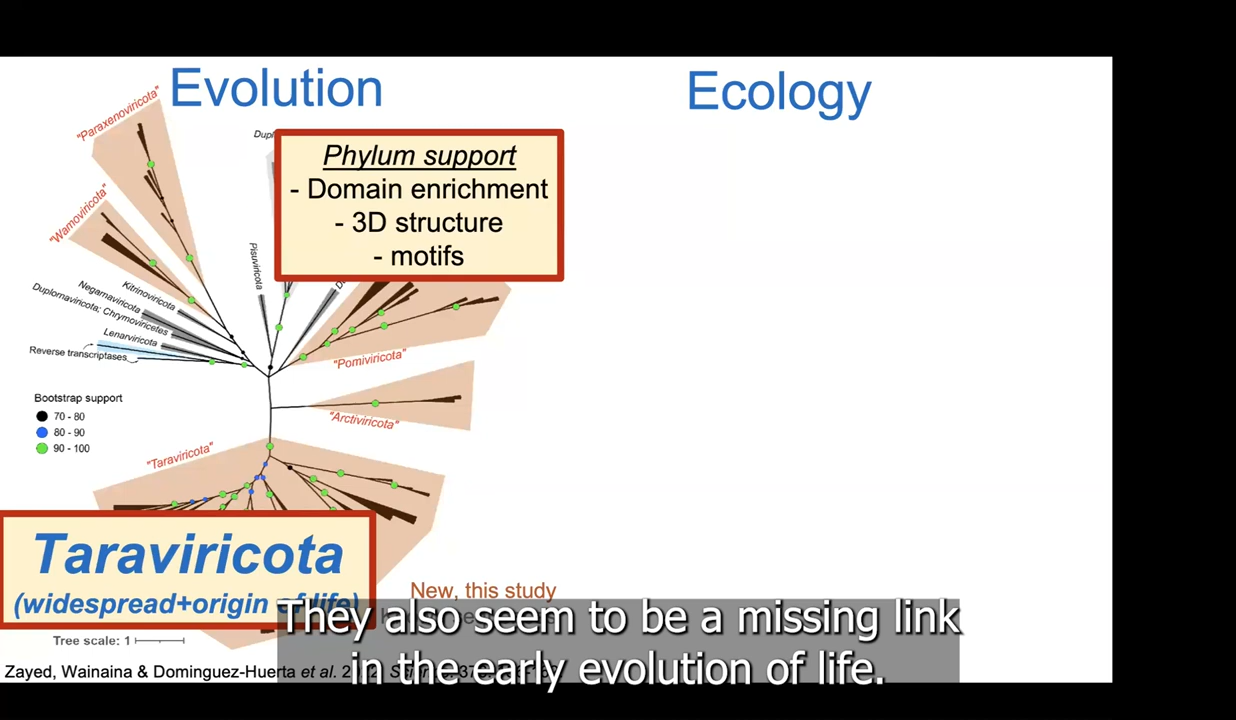 Evolution
Ecology
"Paraxenoviricota"
"Wamoviricota"
Phylum support
- Domain enrichment
- 3D structure
- motifs
Pisuviricota
Kitrinoviricota
Negarnaviricota
Duplornaviricota; Chrymoviricetes
Lenarviricota
Reverse transcriptases
"Pomiviricota"
"Arctiviricota"
Bootstrap support
70 - 80
80 - 90
90 - 100
"Taraviricota"
Taraviricota
(widespread+origin of life)
New, this study
Tree scale: 1
They also seem to be a missing link
in the early evolution of life.
Zayed, Wainaina & Dominguez-Huerta et al.